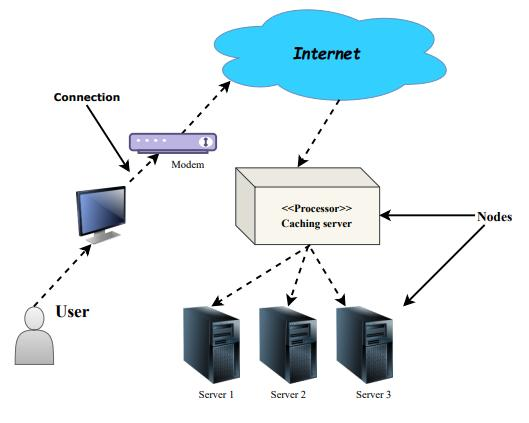 Internet
Connection
Modem
<<Processor>>
Caching server
Nodes
User
Server 1
Server 2
Server 3